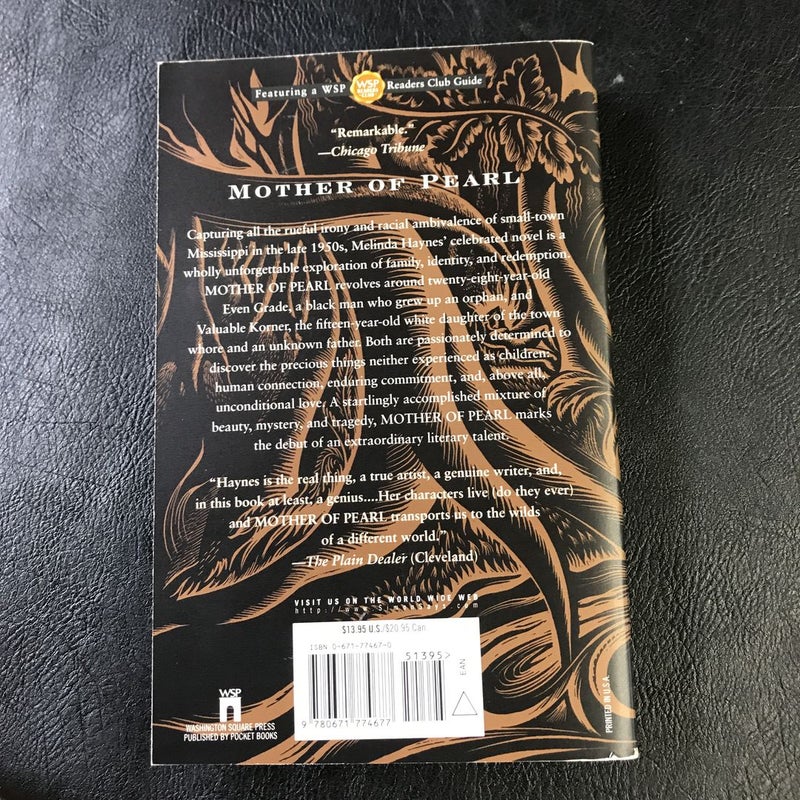 Featuring a WSP WSP READERS CLUB Readers Club Guide
"Remarkable."
—Chicago Tribune
MOTHER OF PEARL
Capturing all the rueful irony and racial ambivalence of small-town
Mississippi in the late 1950s, Melinda Haynes' celebrated novel is a
wholly unforgettable exploration of family, identity, and redemption.
MOTHER OF PEARL revolves around twenty-eight-year-old
Even Grade, a black man who grew up an orphan, and
Valuable Korner, the fifteen-year-old white daughter of the town
whore and an unknown father. Both are passionately determined to
discover the precious things neither experienced as children:
human connection, enduring commitment, and, above all,
unconditional love. A startlingly accomplished mixture of
beauty, mystery, and tragedy, MOTHER OF PEARL marks
the debut of an extraordinary literary talent.
"Haynes is the real thing, a true artist, a genuine writer, and,
in this book at least, a genius....Her characters live (do they ever)
and MOTHER OF PEARL transports us to the wilds
of a different world."
—The Plain Dealer (Cleveland)
VISIT US ON THE WORLD WIDE WEB
http://www.SimonSays.com
$13.95 U.S./$20.95 Can.
ISBN 0-671-77467-0
51395>
EAN
9 780671 774677
WSP
WASHINGTON SQUARE PRESS
PUBLISHED BY POCKET BOOKS
PRINTED IN U.S.A.